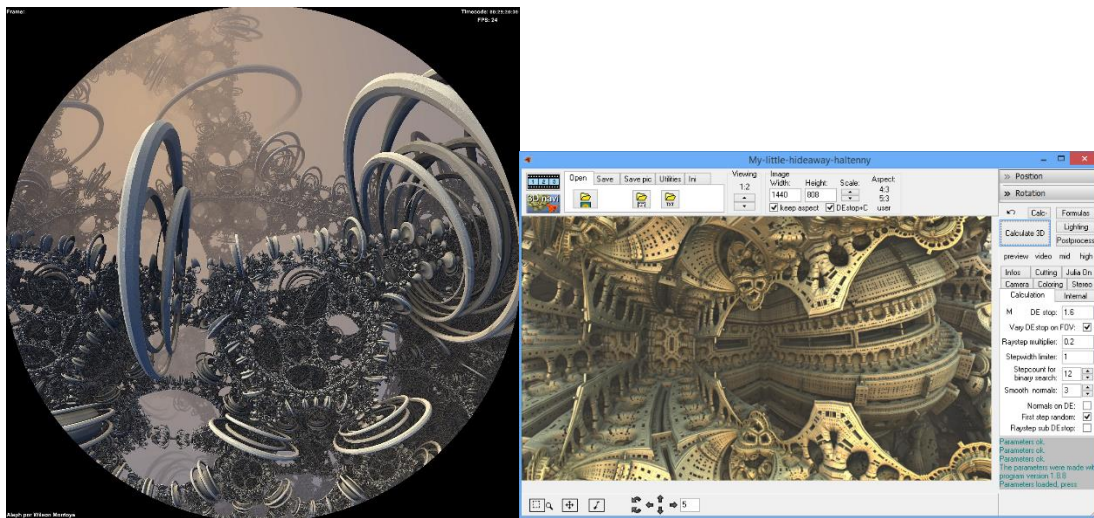 Frame:
Timecode: 00:25:20:00
FPS: 24
Aleph por Wilson Montoya
My-little-hideaway-haltenny
3D navi
Open Save Save pic Utilities Ini
Viewing
1:2
Image
Width: Height: Scale:
1440 808
keep aspect DEstop+C
Aspect:
4:3
5:3
user
Position
Rotation
Calc-
Formulas
Calculate 3D
Lighting
Postprocess
preview video mid high
Infos Cutting Julia On
Camera Coloring Stereo
Calculation Internal
M DE stop: 1.6
Vary DEstop on FOV:
Raystep multiplier: 0.2
Stepwidth limiter: 1
Stepcount for
binary search: 12
Smooth normals: 3
Normals on DE:
First step random:
Raystep sub DEstop:
Parameters ok.
Parameters ok.
Parameters ok.
The parameters were made wit
program version 1.8.8
Parameters loaded, press
5